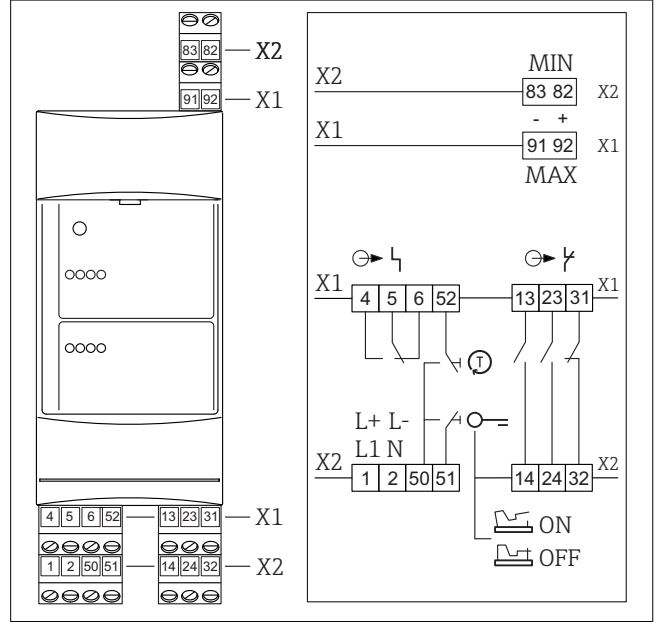 83 82 X2
91 92 X1
4 5 6 52 13 23 31 X1
1 2 50 51 14 24 32 X2
MIN
X2 83 82 X2
- +
X1 91 92 X1
MAX
X1 4 5 6 52 13 23 31 X1
T
L+ L-
L1 N
X2 1 2 50 51 14 24 32 X2
ON
OFF